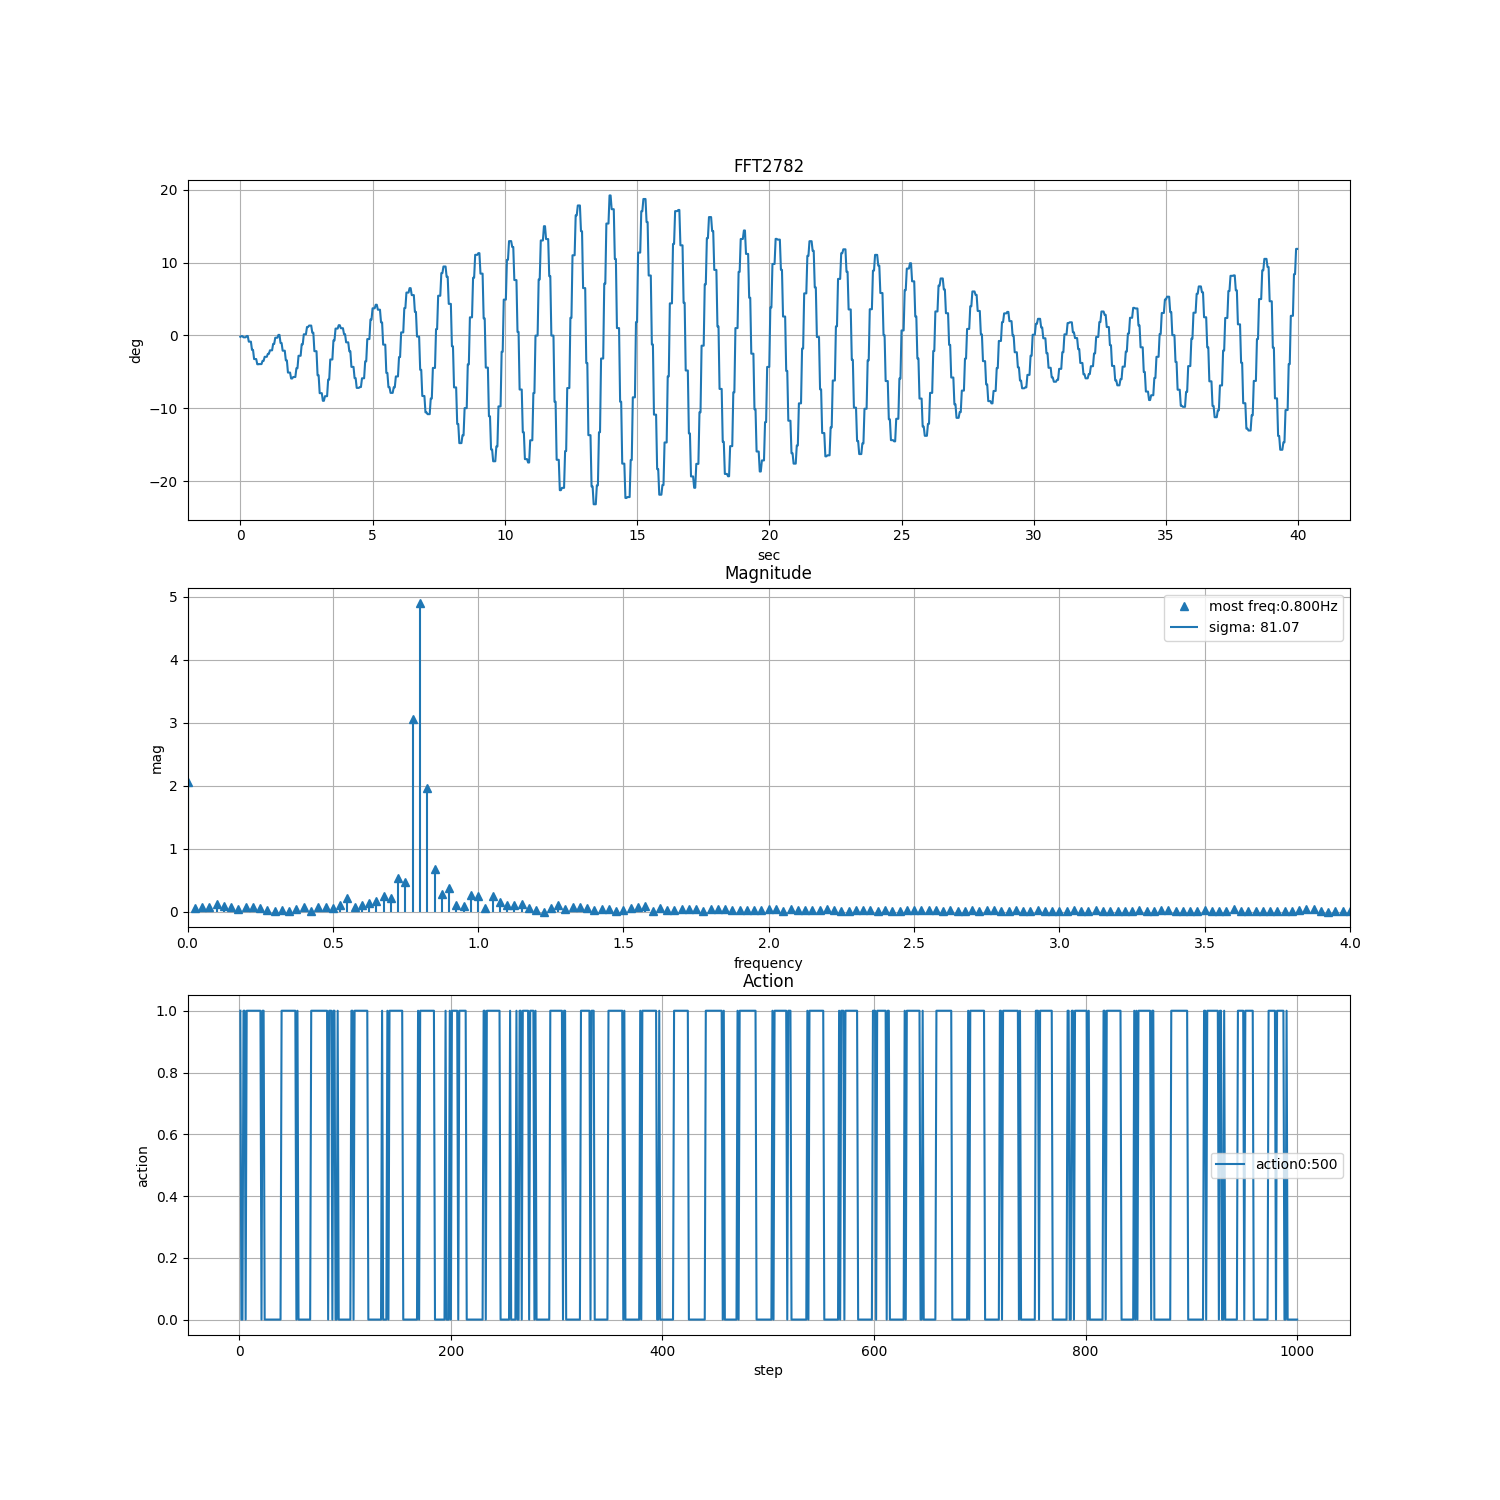 FFT2782
20
10
0
−10
−20
deg
0 5 10 15 20 25 30 35 40
sec
Magnitude
5
4
3
2
1
0
mag
most freq:0.800Hz
sigma: 81.07
0.0 0.5 1.0 1.5 2.0 2.5 3.0 3.5 4.0
frequency
Action
1.0
0.8
0.6
0.4
0.2
0.0
action
action0:500
0 200 400 600 800 1000
step